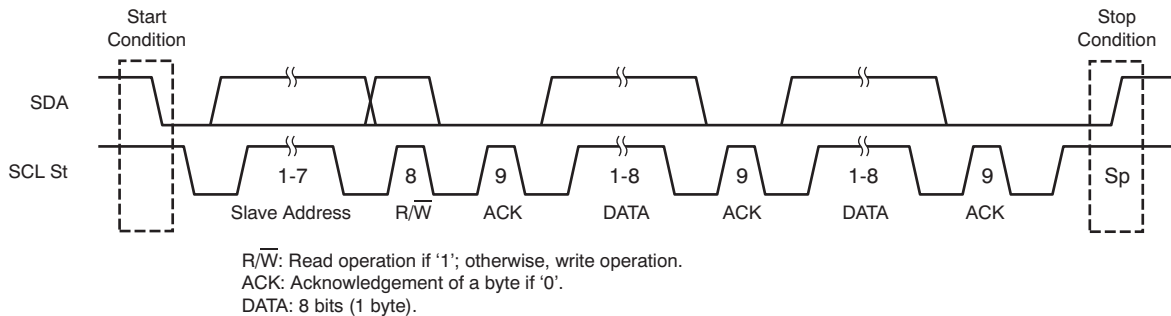 Start
Condition
Stop
Condition
SDA
SCL St
1-7
8
9
1-8
9
1-8
9
Sp
Slave Address
R/W̅
ACK
DATA
ACK
DATA
ACK
R/W̅: Read operation if ‘1’; otherwise, write operation.
ACK: Acknowledgement of a byte if ‘0’.
DATA: 8 bits (1 byte).